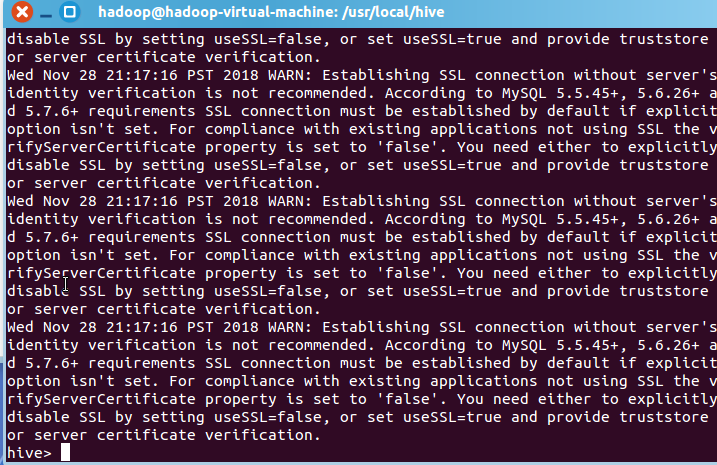 hadoop@hadoop-virtual-machine: /usr/local/hive
disable SSL by setting useSSL=false, or set useSSL=true and provide truststore
or server certificate verification.
Wed Nov 28 21:17:16 PST 2018 WARN: Establishing SSL connection without server's
identity verification is not recommended. According to MySQL 5.5.45+, 5.6.26+ a
d 5.7.6+ requirements SSL connection must be established by default if explicit
option isn't set. For compliance with existing applications not using SSL the v
rifyServerCertificate property is set to 'false'. You need either to explicitly
disable SSL by setting useSSL=false, or set useSSL=true and provide truststore
or server certificate verification.
Wed Nov 28 21:17:16 PST 2018 WARN: Establishing SSL connection without server's
identity verification is not recommended. According to MySQL 5.5.45+, 5.6.26+ a
d 5.7.6+ requirements SSL connection must be established by default if explicit
option isn't set. For compliance with existing applications not using SSL the v
rifyServerCertificate property is set to 'false'. You need either to explicitly
disable SSL by setting useSSL=false, or set useSSL=true and provide truststore
or server certificate verification.
Wed Nov 28 21:17:16 PST 2018 WARN: Establishing SSL connection without server's
identity verification is not recommended. According to MySQL 5.5.45+, 5.6.26+ a
d 5.7.6+ requirements SSL connection must be established by default if explicit
option isn't set. For compliance with existing applications not using SSL the v
rifyServerCertificate property is set to 'false'. You need either to explicitly
disable SSL by setting useSSL=false, or set useSSL=true and provide truststore
or server certificate verification.
hive>